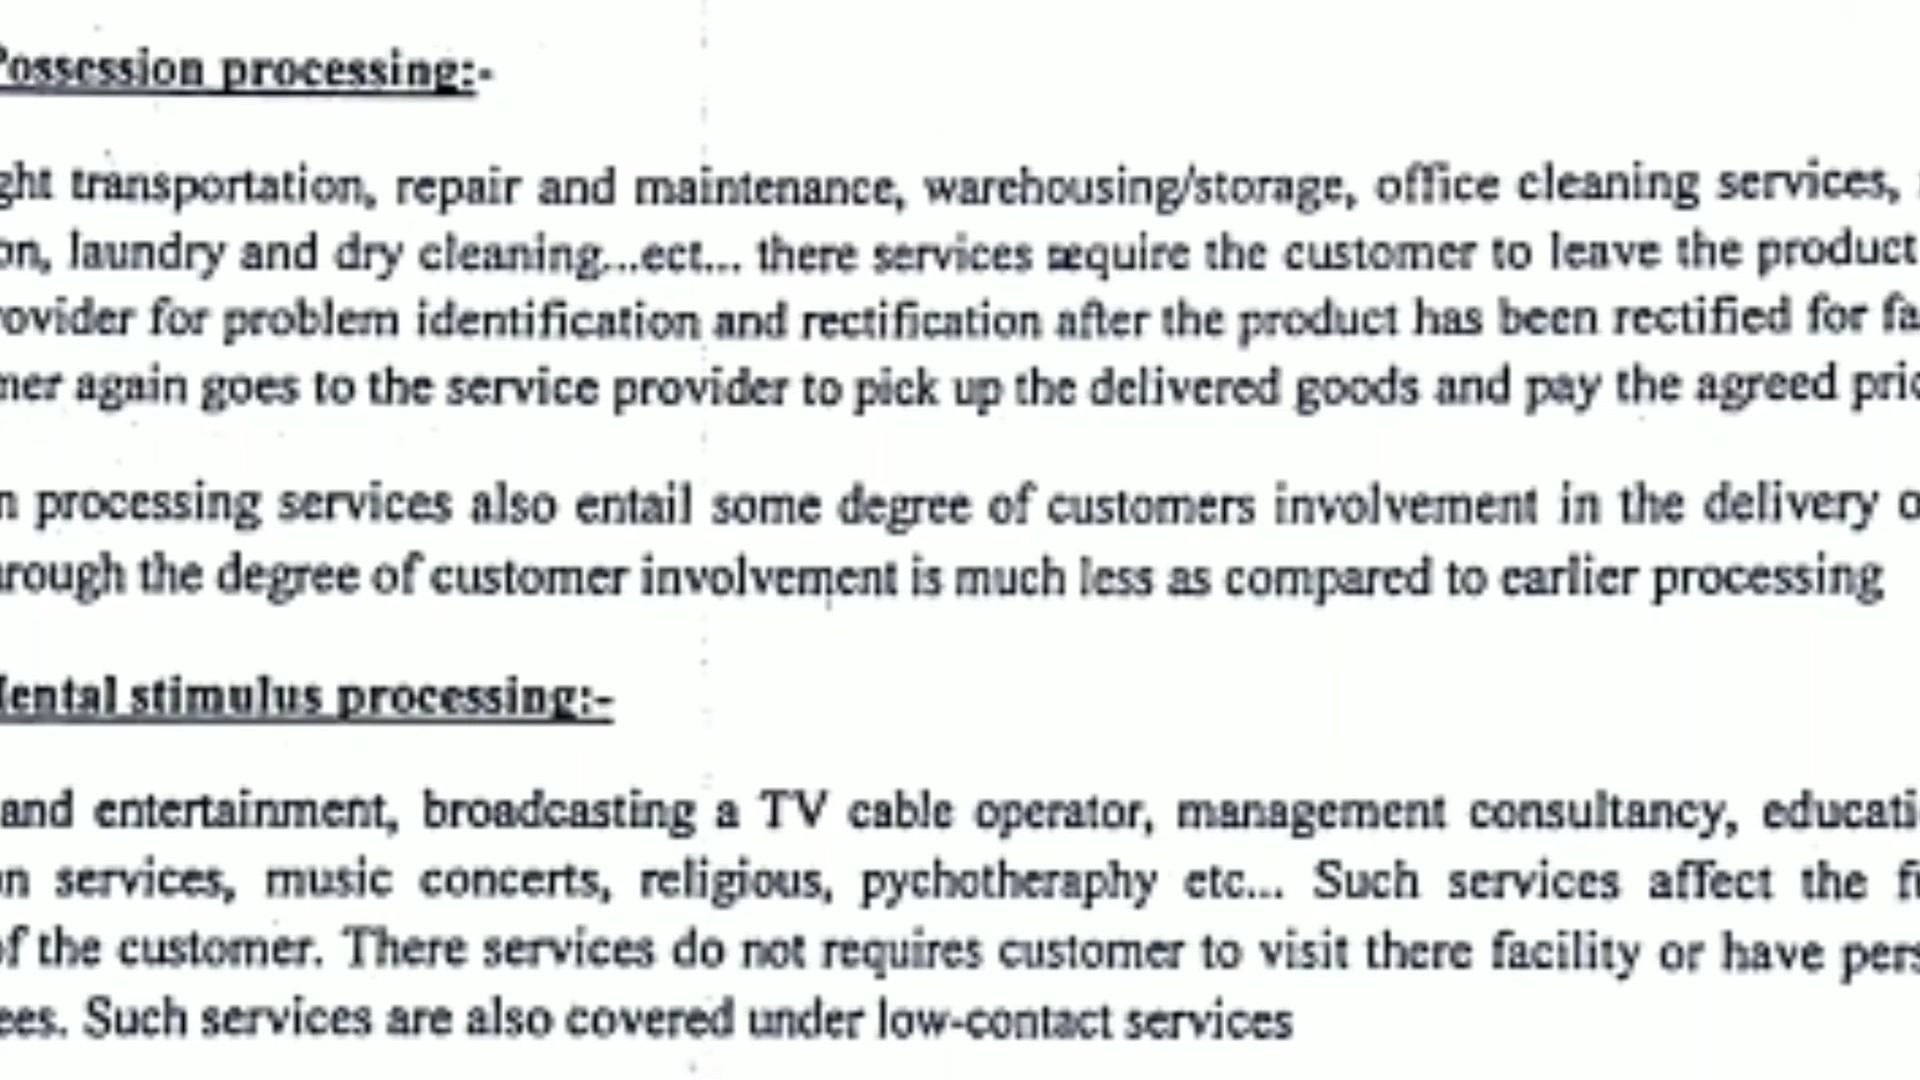 Possession processing:-
ght transportation, repair and maintenance, warehousing/storage, office cleaning services,
on, laundry and dry cleaning...ect... there services require the customer to leave the product
rovider for problem identification and rectification after the product has been rectified for fa
mer again goes to the service provider to pick up the delivered goods and pay the agreed pric
n processing services also entail some degree of customers involvement in the delivery o
rough the degree of customer involvement is much less as compared to earlier processing
Mental stimulus processing:-
and entertainment, broadcasting a TV cable operator, management consultancy, educati
on services, music concerts, religious, pychotheraphy etc... Such services affect the fu
of the customer. There services do not requires customer to visit there facility or have pers
ees. Such services are also covered under low-contact services